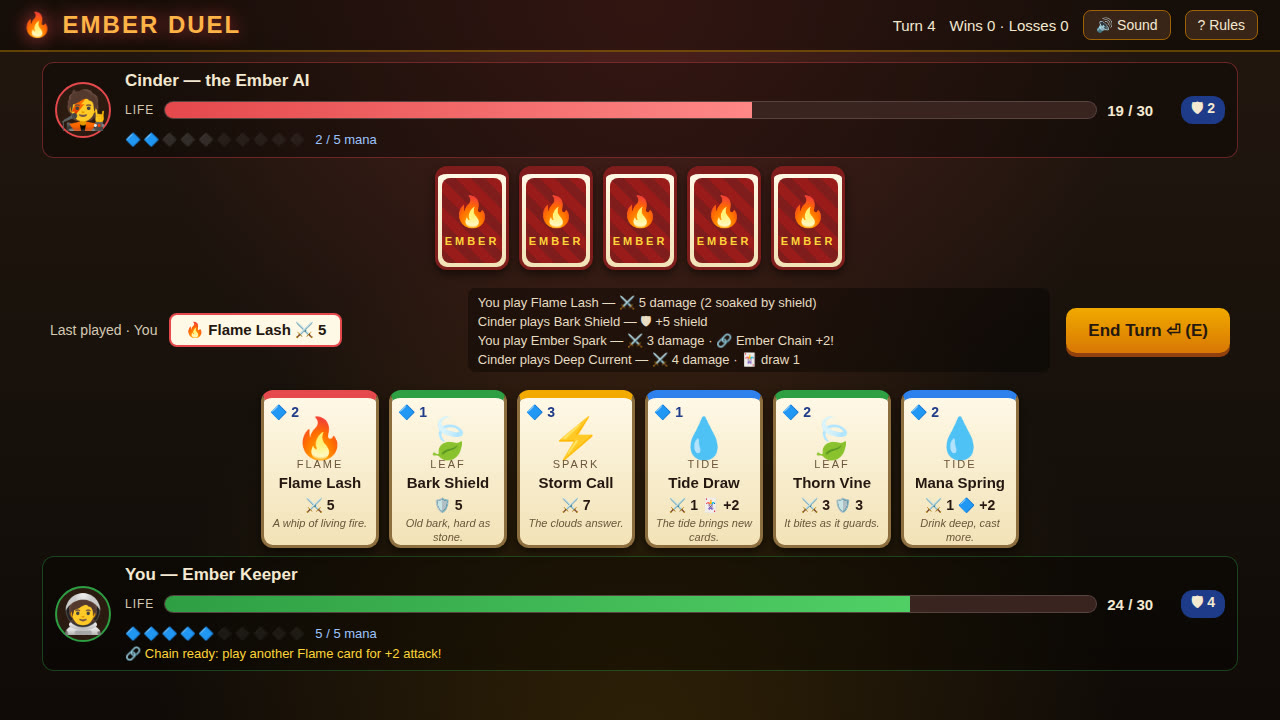 EMBER DUEL
Turn 4 Wins 0 · Losses 0 Sound ? Rules
Cinder — the Ember AI
LIFE 19 / 30 2
2 / 5 mana
EMBER EMBER EMBER EMBER EMBER
Last played · You Flame Lash ⚔️ 5
You play Flame Lash — ⚔️ 5 damage (2 soaked by shield)
Cinder plays Bark Shield — 🛡 +5 shield
You play Ember Spark — ⚔️ 3 damage · 🔗 Ember Chain +2!
Cinder plays Deep Current — ⚔️ 4 damage · 🃏 draw 1
End Turn ⏎ (E)
2
FLAME
Flame Lash
⚔️ 5
A whip of living fire.
1
LEAF
Bark Shield
🛡️ 5
Old bark, hard as
stone.
3
SPARK
Storm Call
⚔️ 7
The clouds answer.
1
TIDE
Tide Draw
⚔️ 1 🃏 +2
The tide brings new
cards.
2
LEAF
Thorn Vine
⚔️ 3 🛡️ 3
It bites as it guards.
2
TIDE
Mana Spring
⚔️ 1 🔷 +2
Drink deep, cast
more.
You — Ember Keeper
LIFE 24 / 30 4
5 / 5 mana
🔗 Chain ready: play another Flame card for +2 attack!